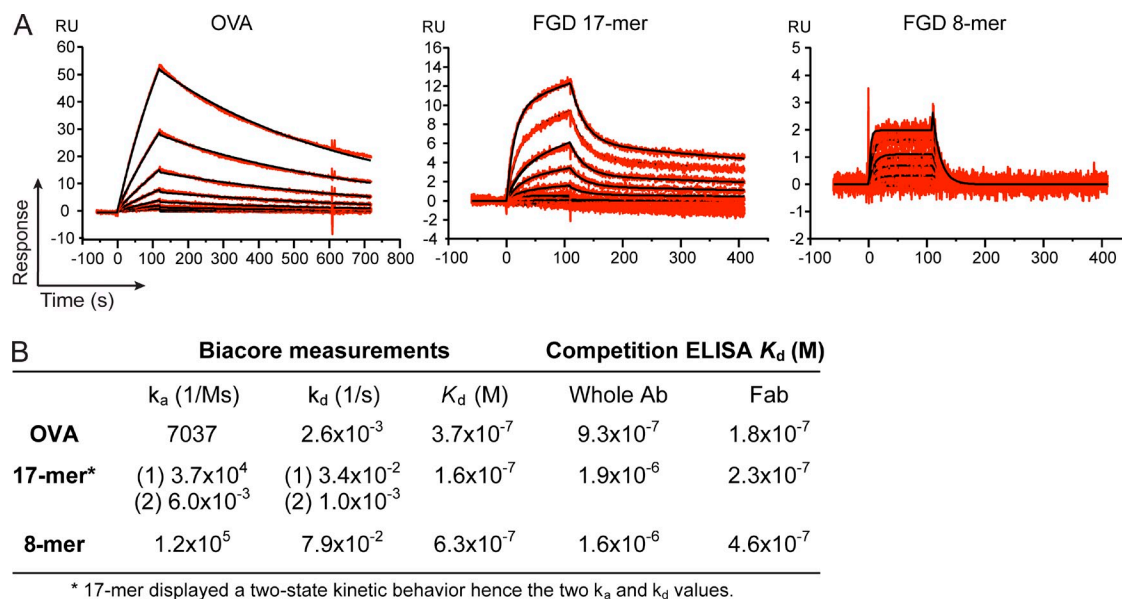 A
OVA
FGD 17-mer
FGD 8-mer
RU
60
50
40
30
20
10
0
-10
-100 0 100 200 300 400 500 600 700 800
RU
16
14
12
10
8
6
4
2
0
-2
-4
0 100 200 300 400
RU
5
4
3
2
1
0
-1
-2
0 100 200 300 400
Response
Time (s)
B
Biacore measurements Competition ELISA Kd (M)
ka (1/Ms) kd (1/s) Kd (M) Whole Ab Fab
OVA 7037 2.6x10⁻³ 3.7x10⁻⁷ 9.3x10⁻⁷ 1.8x10⁻⁷
17-mer* (1) 3.7x10⁴ (1) 3.4x10⁻² 1.6x10⁻⁷ 1.9x10⁻⁶ 2.3x10⁻⁷
(2) 6.0x10⁻³ (2) 1.0x10⁻³
8-mer 1.2x10⁵ 7.9x10⁻² 6.3x10⁻⁷ 1.6x10⁻⁶ 4.6x10⁻⁷
* 17-mer displayed a two-state kinetic behavior hence the two ka and kd values.